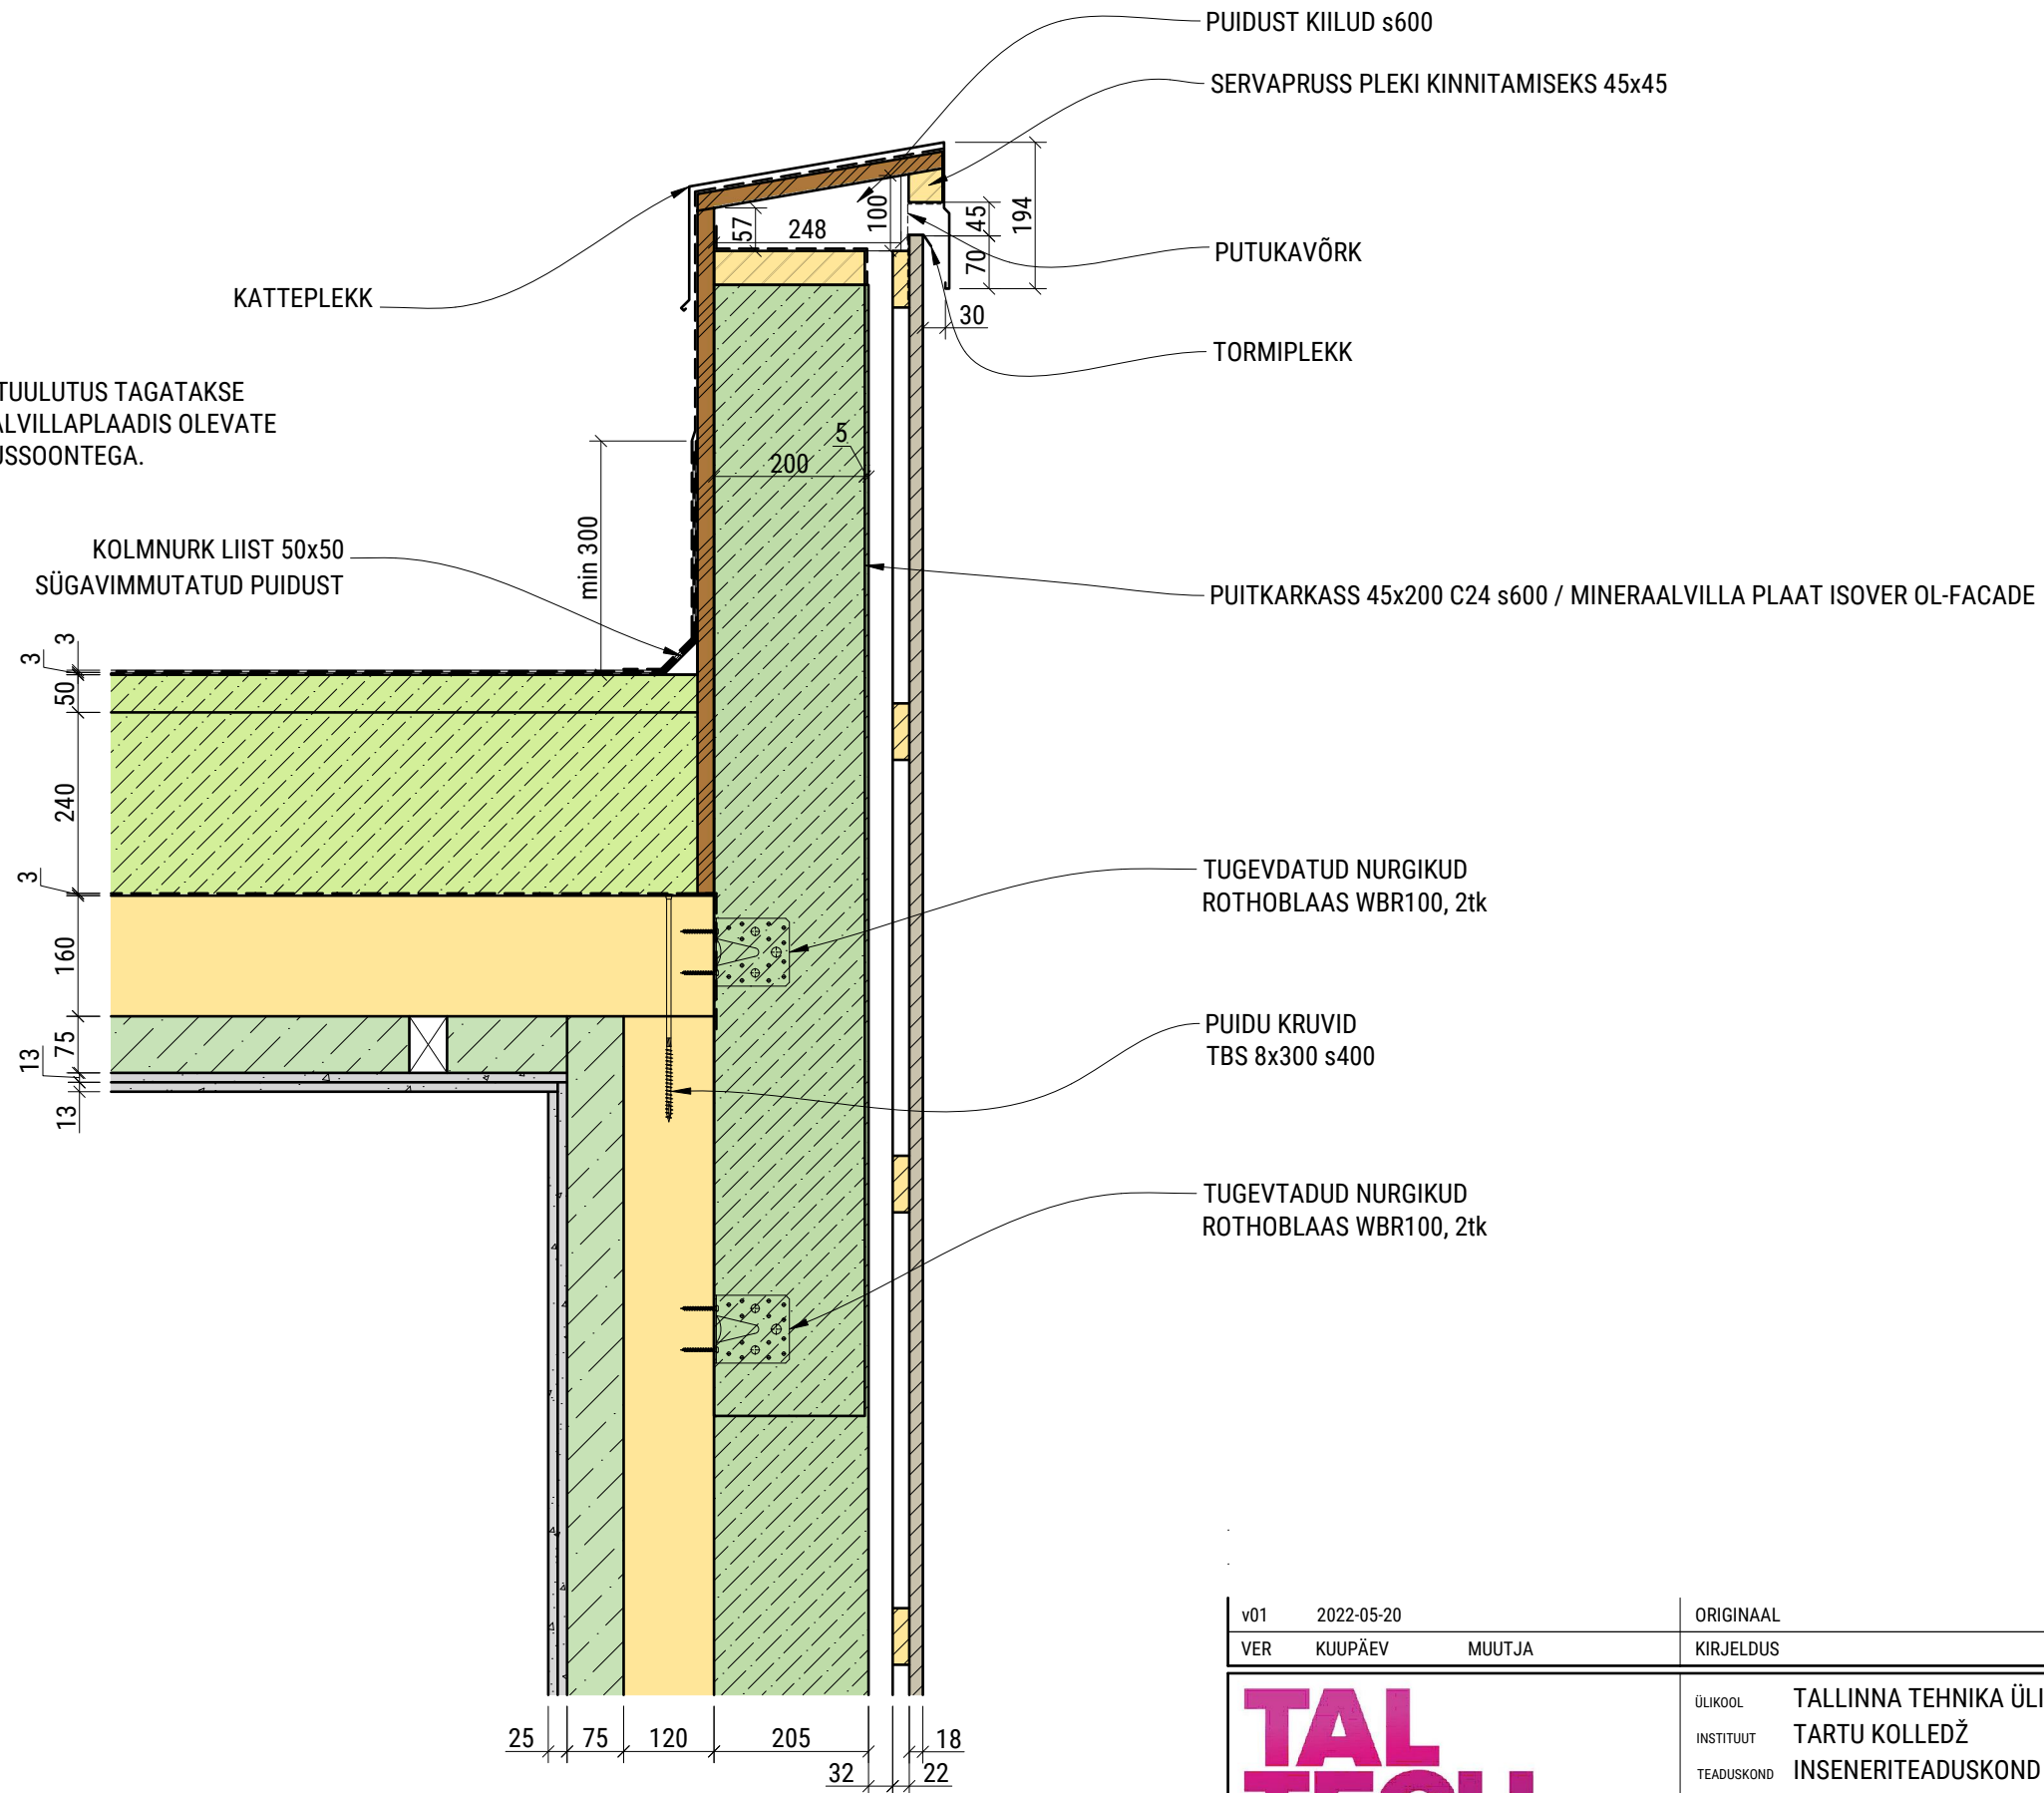 PUIDUST KIILUD s600
SERVAPRUSS PLEKI KINNITAMISEKS 45x45
194
100
57
248
45
70
PUTUKAVÕRK
KATTEPLEKK
30
TORMIPLEKK
TUULUTUS TAGATAKSE
ALVILLAPLAADIS OLEVATE
USSOONTEGA.
5
200
min 300
KOLMNURK LIIST 50x50
SÜGAVIMMUTATUD PUIDUST
PUITKARKASS 45x200 C24 s600 / MINERAALVILLA PLAAT ISOVER OL-FACADE
3
3
50
240
3
160
75
13
13
TUGEVDATUD NURGIKUD
ROTHOBLAAS WBR100, 2tk
PUIDU KRUVID
TBS 8x300 s400
TUGEVTADUD NURGIKUD
ROTHOBLAAS WBR100, 2tk
25 75 120 205 18
32 22
v01 2022-05-20 ORIGINAAL
VER KUUPÄEV MUUTJA KIRJELDUS
TAL
TECH
ÜLIKOOL TALLINNA TEHNIKA ÜLI
INSTITUUT TARTU KOLLEDŽ
TEADUSKOND INSENERITEADUSKOND